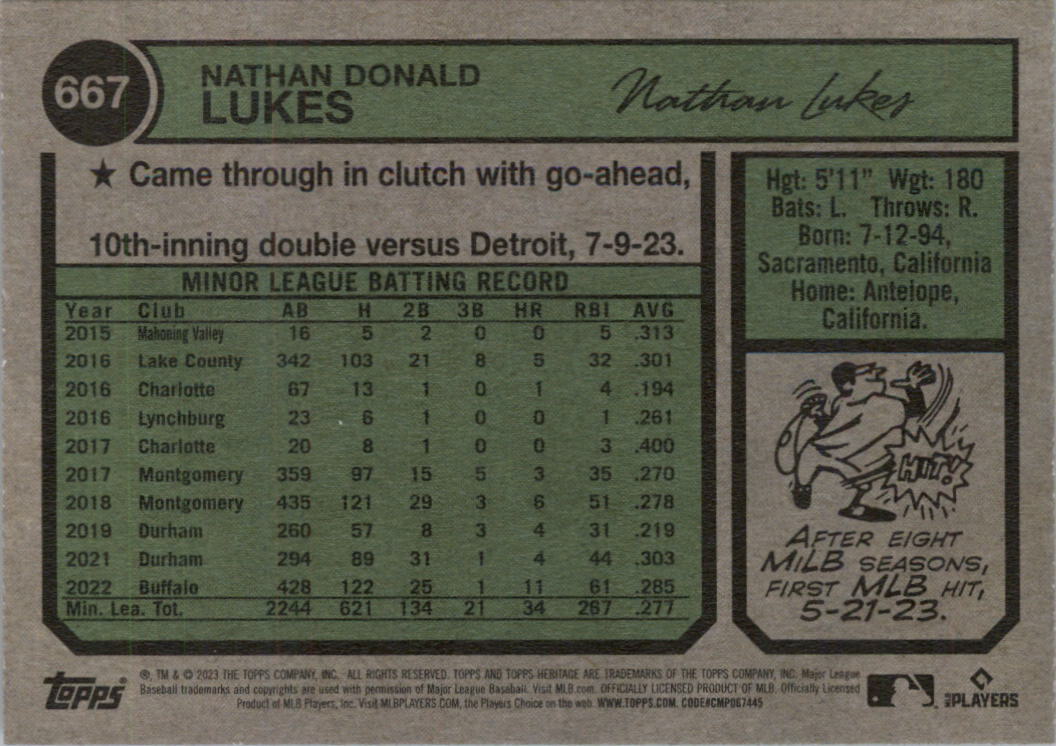 667
NATHAN DONALD
LUKES
Nathan Lukes
★ Came through in clutch with go-ahead,
10th-inning double versus Detroit, 7-9-23.
MINOR LEAGUE BATTING RECORD
Year Club AB H 2B 3B HR RBI AVG
2015 Mahoning Valley 16 5 2 0 0 5 .313
2016 Lake County 342 103 21 8 5 32 .301
2016 Charlotte 67 13 1 0 1 4 .194
2016 Lynchburg 23 6 1 0 0 1 .261
2017 Charlotte 20 8 1 0 0 3 .400
2017 Montgomery 359 97 15 5 3 35 .270
2018 Montgomery 435 121 29 3 6 51 .278
2019 Durham 260 57 8 3 4 31 .219
2021 Durham 294 89 31 1 4 44 .303
2022 Buffalo 428 122 25 1 11 61 .285
Min. Lea. Tot. 2244 621 134 21 34 267 .277
Hgt: 5'11" Wgt: 180
Bats: L. Throws: R.
Born: 7-12-94,
Sacramento, California
Home: Antelope,
California.
HIT!
AFTER EIGHT
MiLB SEASONS,
FIRST MLB HIT,
5-21-23.
topps®
®, TM & © 2023 THE TOPPS COMPANY, INC. ALL RIGHTS RESERVED. TOPPS AND TOPPS HERITAGE ARE TRADEMARKS OF THE TOPPS COMPANY, INC. Major League
Baseball trademarks and copyrights are used with permission of Major League Baseball. Visit MLB.com. OFFICIALLY LICENSED PRODUCT OF MLB. Officially Licensed
Product of MLB Players, Inc. Visit MLBPLAYERS.COM, the Players Choice on the web. WWW.TOPPS.COM. CODE#CMP067445
MLB PLAYERS